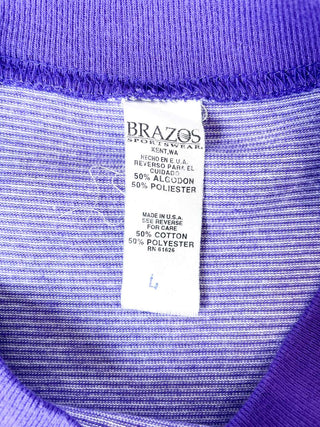 BRAZOS
SPORTSWEAR.
KENT, WA
HECHO EN E.U.A.
REVERSO PARA EL
CUIDADO
50% ALGODON
50% POLIESTER
MADE IN U.S.A.
SEE REVERSE
FOR CARE
50% COTTON
50% POLYESTER
RN 61626
L